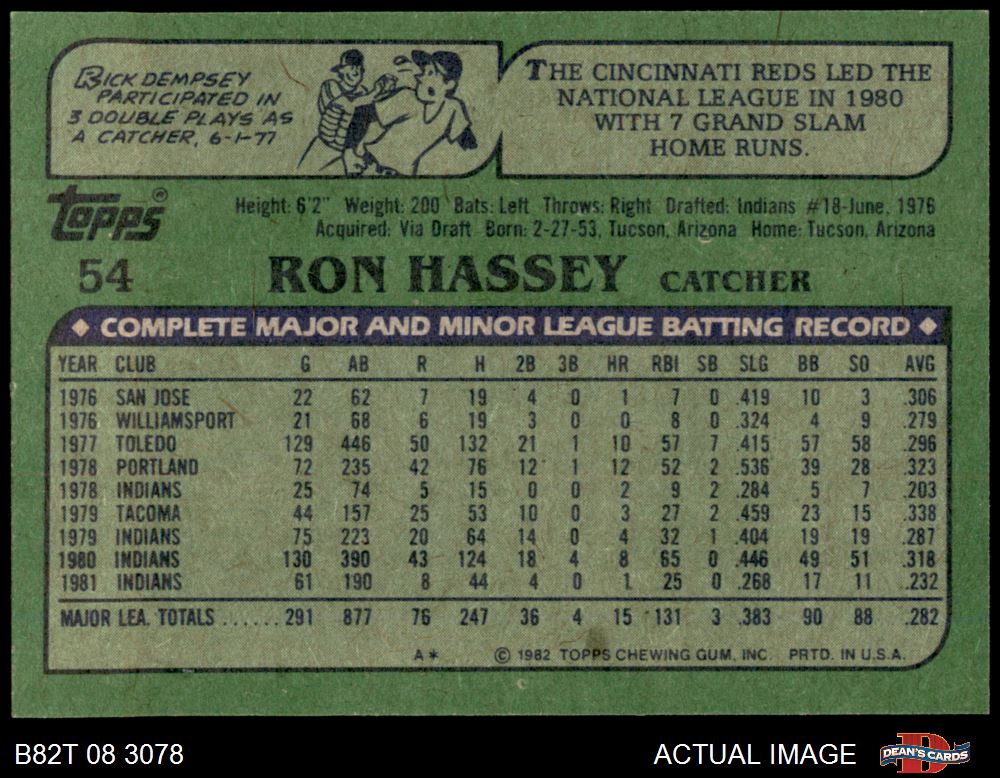 RICK DEMPSEY
PARTICIPATED IN
3 DOUBLE PLAYS AS
A CATCHER, 6-1-77
THE CINCINNATI REDS LED THE
NATIONAL LEAGUE IN 1980
WITH 7 GRAND SLAM
HOME RUNS.
Topps®
Height: 6'2" Weight: 200 Bats: Left Throws: Right Drafted: Indians #18-June, 1976
Acquired: Via Draft Born: 2-27-53, Tucson, Arizona Home: Tucson, Arizona
54 RON HASSEY CATCHER
◆ COMPLETE MAJOR AND MINOR LEAGUE BATTING RECORD ◆
YEAR CLUB G AB R H 2B 3B HR RBI SB SLG BB SO AVG
1976 SAN JOSE 22 62 7 19 4 0 1 7 0 .419 10 3 .306
1976 WILLIAMSPORT 21 68 6 19 3 0 0 8 0 .324 4 9 .279
1977 TOLEDO 129 446 50 132 21 1 10 57 7 .415 57 58 .296
1978 PORTLAND 72 235 42 76 12 1 12 52 2 .536 39 28 .323
1978 INDIANS 25 74 5 15 0 0 2 9 2 .284 5 7 .203
1979 TACOMA 44 157 25 53 10 0 3 27 2 .459 23 15 .338
1979 INDIANS 75 223 20 64 14 0 4 32 1 .404 19 19 .287
1980 INDIANS 130 390 43 124 18 4 8 65 0 .446 49 51 .318
1981 INDIANS 61 190 8 44 4 0 1 25 0 .268 17 11 .232
MAJOR LEA. TOTALS ...... 291 877 76 247 36 4 15 131 3 .383 90 88 .282
A* © 1982 TOPPS CHEWING GUM, INC. PRTD. IN U.S.A.
B82T 08 3078 ACTUAL IMAGE DEAN'S CARDS